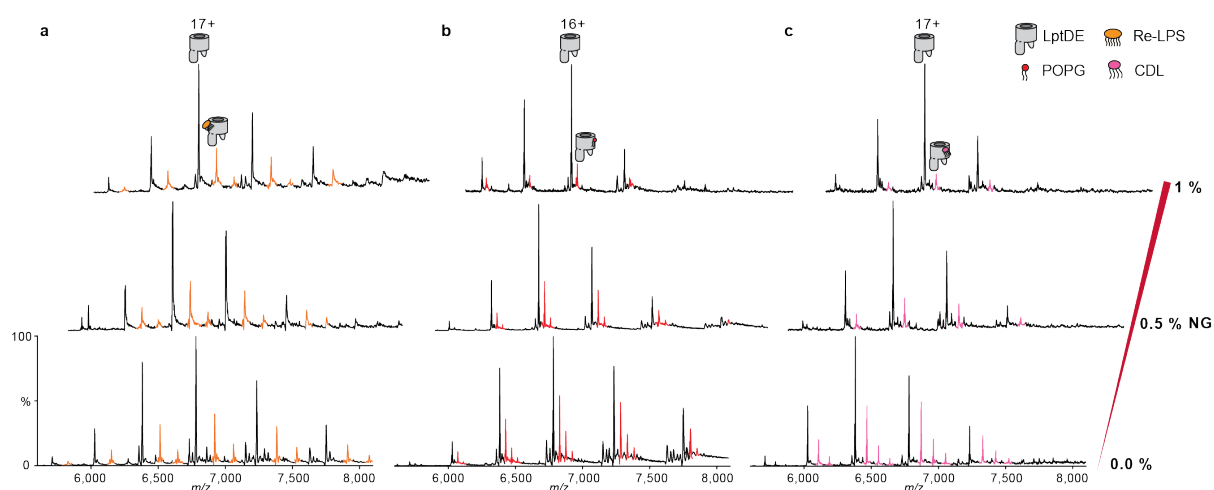 a
17+
b
16+
c
17+
LptDE
Re-LPS
POPG
CDL
1 %
0.5 % NG
0.0 %
100
%
0
6,000 6,500 7,000 7,500 8,000
m/z
6,000 6,500 7,000 7,500 8,000
m/z
6,000 6,500 7,000 7,500 8,000
m/z